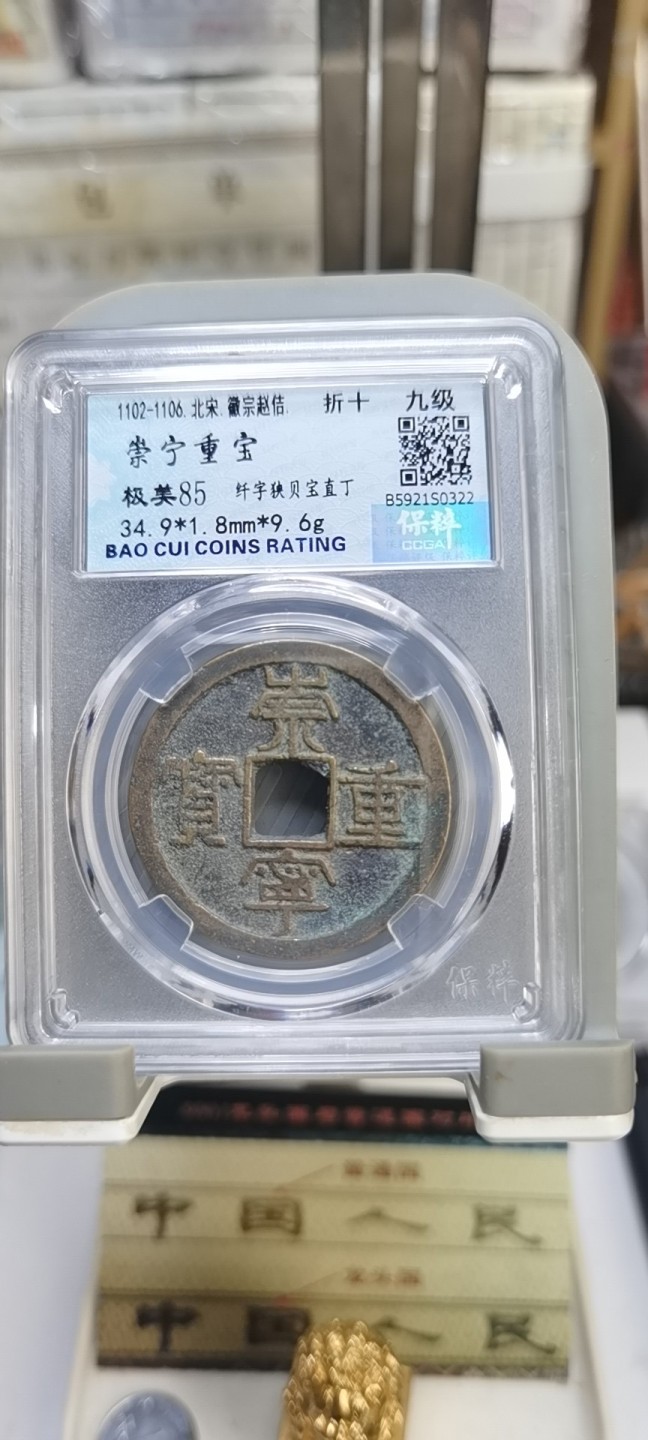 1102-1106.北宋.徽宗赵佶. 折十 九级
崇宁重宝
极美85 纤字狭贝宝直丁
B5921S0322
34.9*1.8mm*9.6g
保粹
CCGA
BAO CUI COINS RATING
崇
寶 重
寧
保粹
中国人民
中国人民